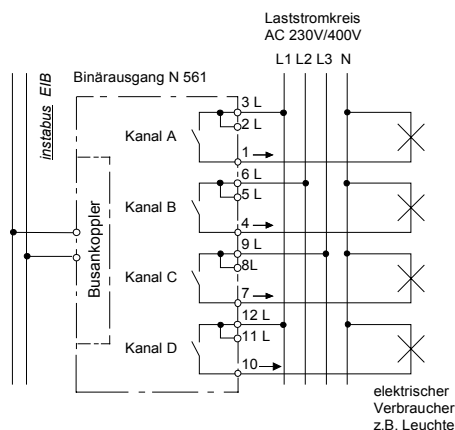 Laststromkreis
AC 230V/400V
L1 L2 L3 N
Binärausgang N 561
instabus EIB
3 L
2 L
Kanal A
1
6 L
5 L
Kanal B
4
Busankoppler
9 L
8L
Kanal C
7
12 L
11 L
Kanal D
10
elektrischer
Verbraucher
z.B. Leuchte